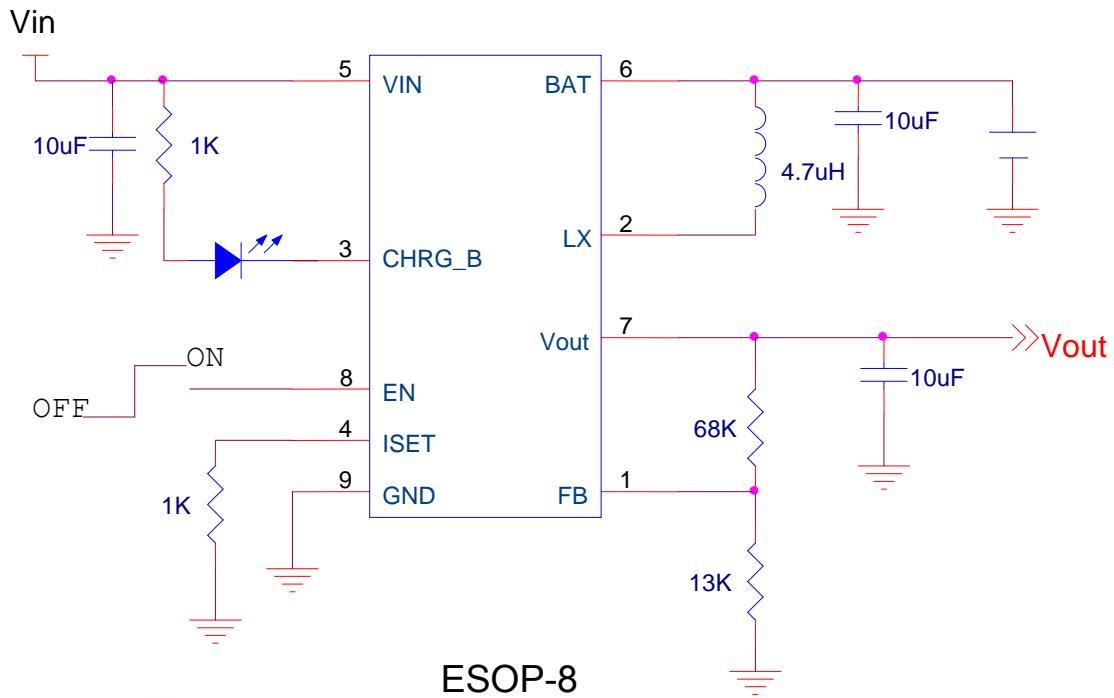 Vin
5
VIN
BAT
6
10uF
1K
10uF
4.7uH
2
LX
3
CHRG_B
7
Vout
Vout
ON
OFF
8
EN
10uF
4
ISET
68K
1K
9
GND
1
FB
13K
ESOP-8